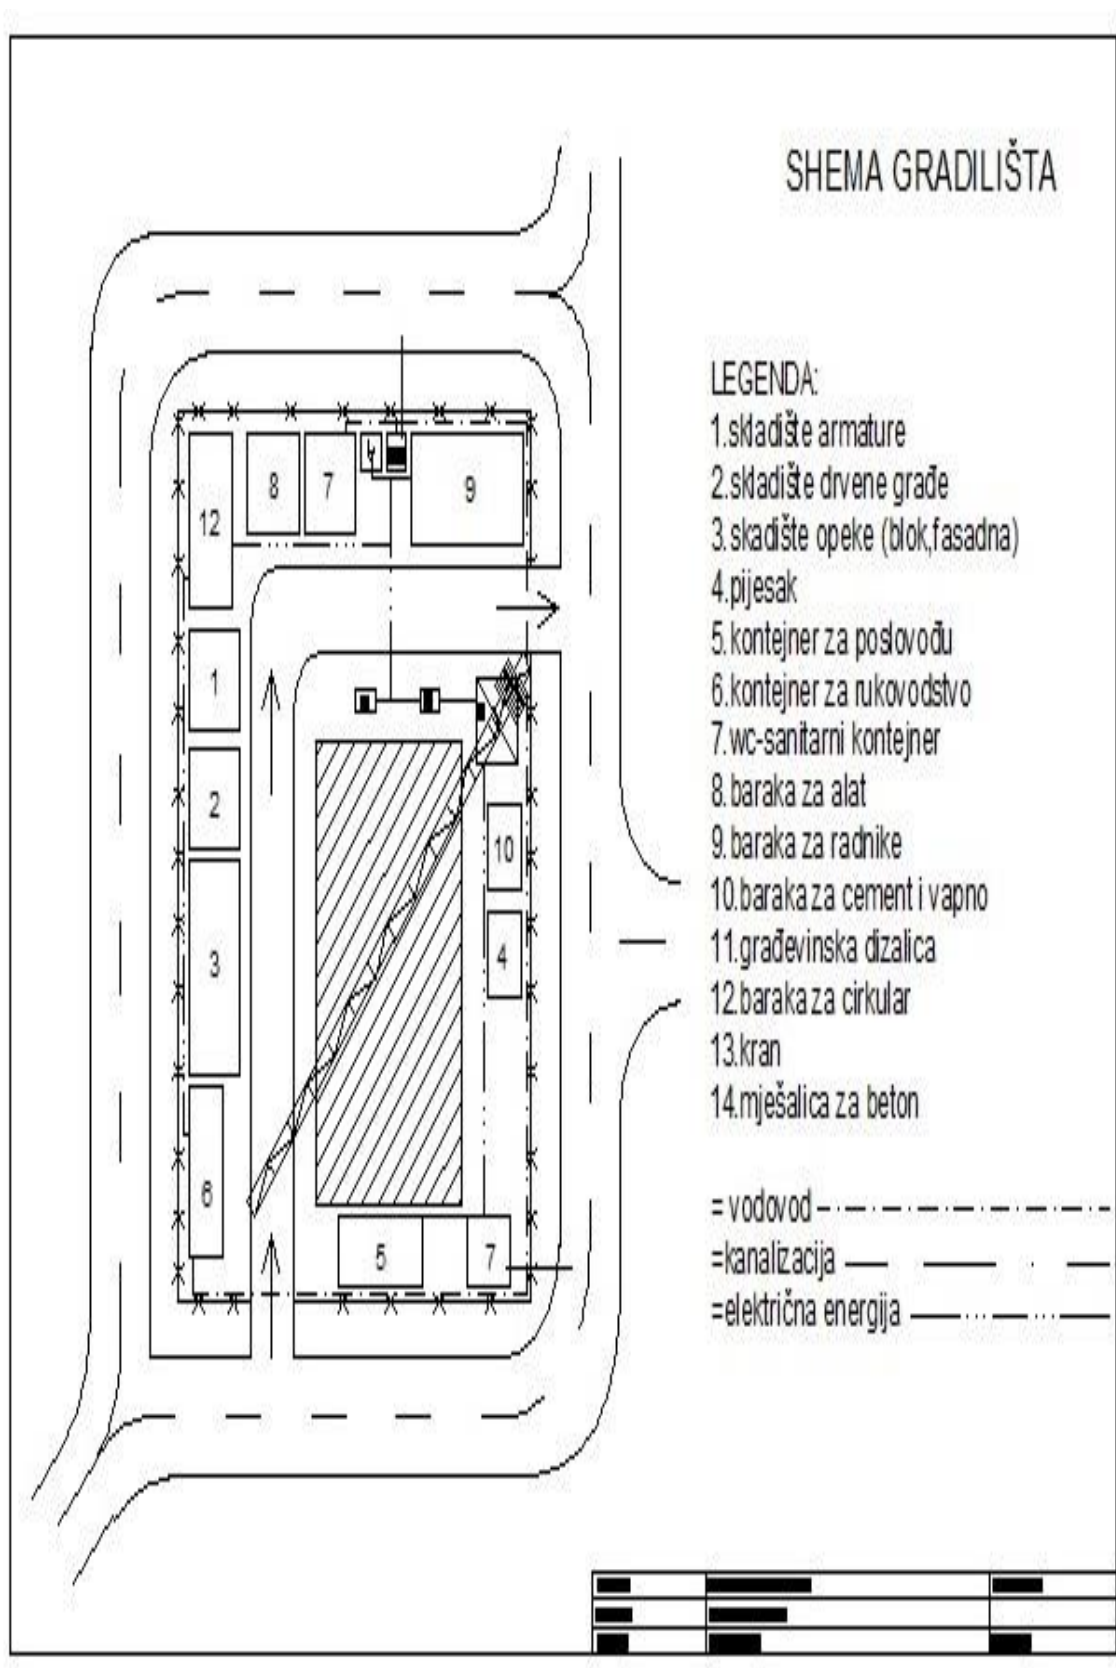 SHEMA GRADILIŠTA
LEGENDA:
1.skladište armature
2.skladište drvene građe
3.skadište opeke (blok,fasadna)
4.pijesak
5.kontejner za poslovođu
6.kontejner za rukovodstvo
7.wc-sanitarni kontejner
8.baraka za alat
9.baraka za radnike
10.baraka za cement i vapno
11.građevinska dizalica
12.baraka za cirkular
13.kran
14.mješalica za beton
= vodovod
=kanalizacija
=električna energija
12
8
7
9
1
2
3
6
10
4
5
7